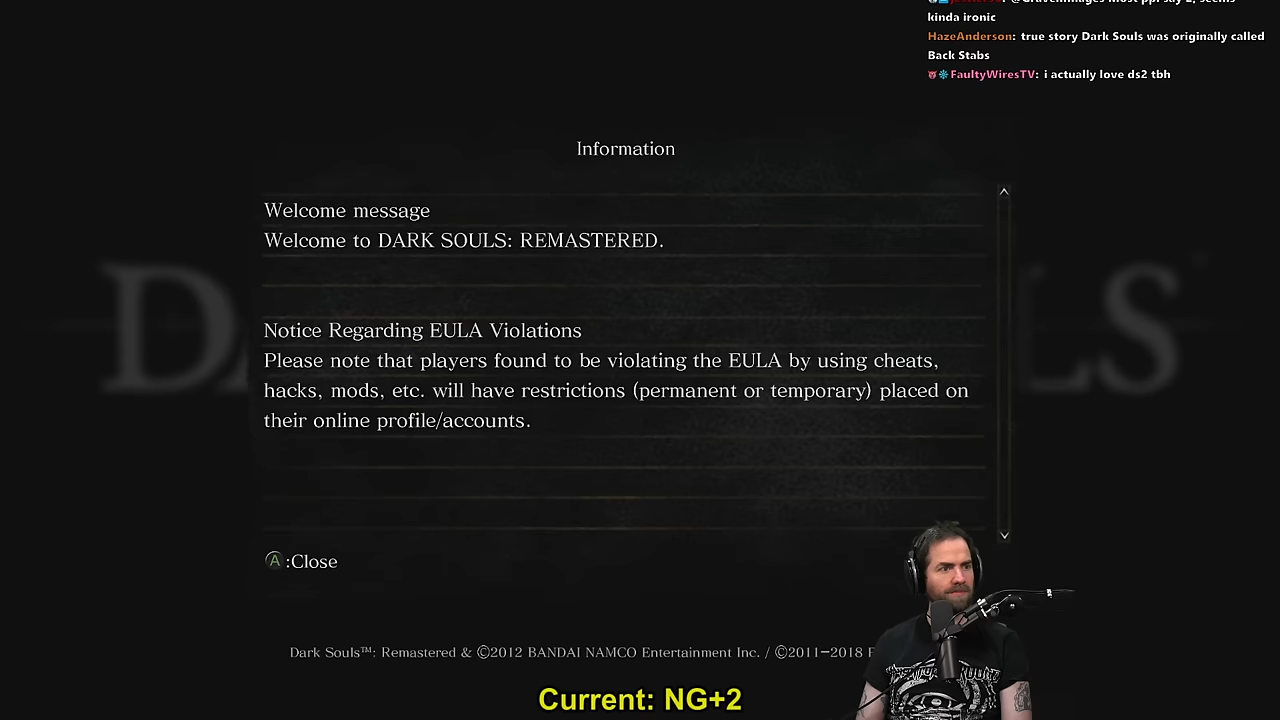 kinda ironic
HazeAnderson: true story Dark Souls was originally called
Back Stabs
FaultyWiresTV: i actually love ds2 tbh
Information
Welcome message
Welcome to DARK SOULS: REMASTERED.
Notice Regarding EULA Violations
Please note that players found to be violating the EULA by using cheats,
hacks, mods, etc. will have restrictions (permanent or temporary) placed on
their online profile/accounts.
A:Close
Dark Souls™: Remastered & ©2012 BANDAI NAMCO Entertainment Inc. / ©2011-2018
Current: NG+2